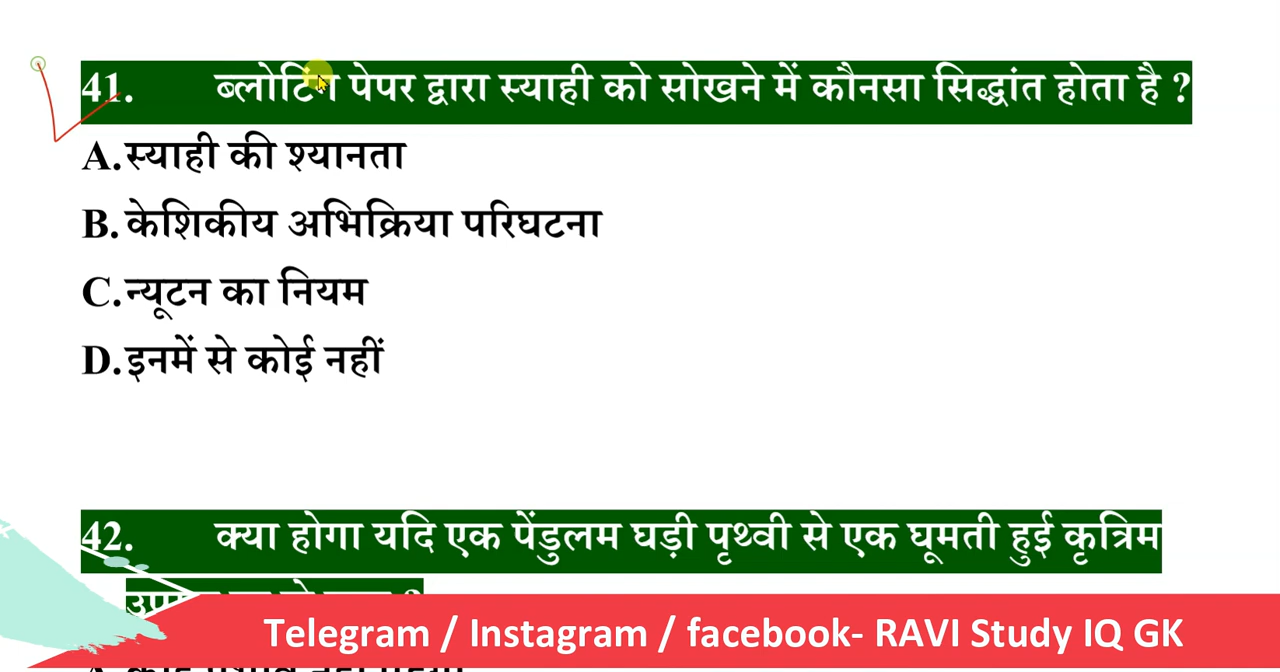 41. ब्लोटिंग पेपर द्वारा स्याही को सोखने में कौनसा सिद्धांत होता है ?
A.स्याही की श्यानता
B.केशिकीय अभिक्रिया परिघटना
C.न्यूटन का नियम
D.इनमें से कोई नहीं
42. क्या होगा यदि एक पेंडुलम घड़ी पृथ्वी से एक घूमती हुई कृत्रिम
Telegram / Instagram / facebook- RAVI Study IQ GK